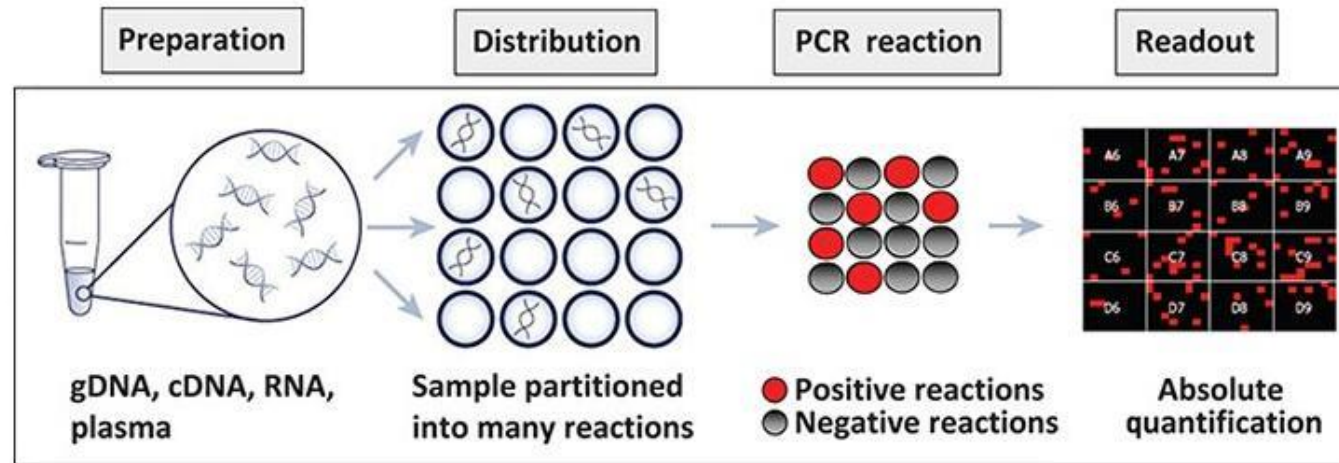 Preparation
Distribution
PCR reaction
Readout
A6 A7 A8 A9
B6 B7 B8 B9
C6 C7 C8 C9
D6 D7 D8 D9
gDNA, cDNA, RNA,
plasma
Sample partitioned
into many reactions
Positive reactions
Negative reactions
Absolute
quantification